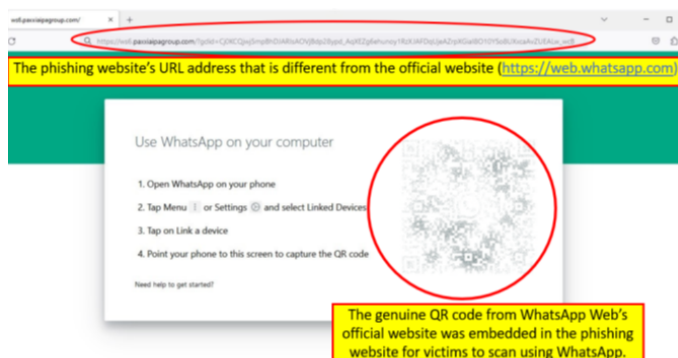 The phishing website's URL address that is different from the official website (https://web.whatsapp.com)
Use WhatsApp on your computer
1. Open WhatsApp on your phone
2. Tap Menu or Settings and select Linked Devices
3. Tap on Link a device
4. Point your phone to this screen to capture the QR code
Need help to get started?
The genuine QR code from WhatsApp Web's
official website was embedded in the phishing
website for victims to scan using WhatsApp.